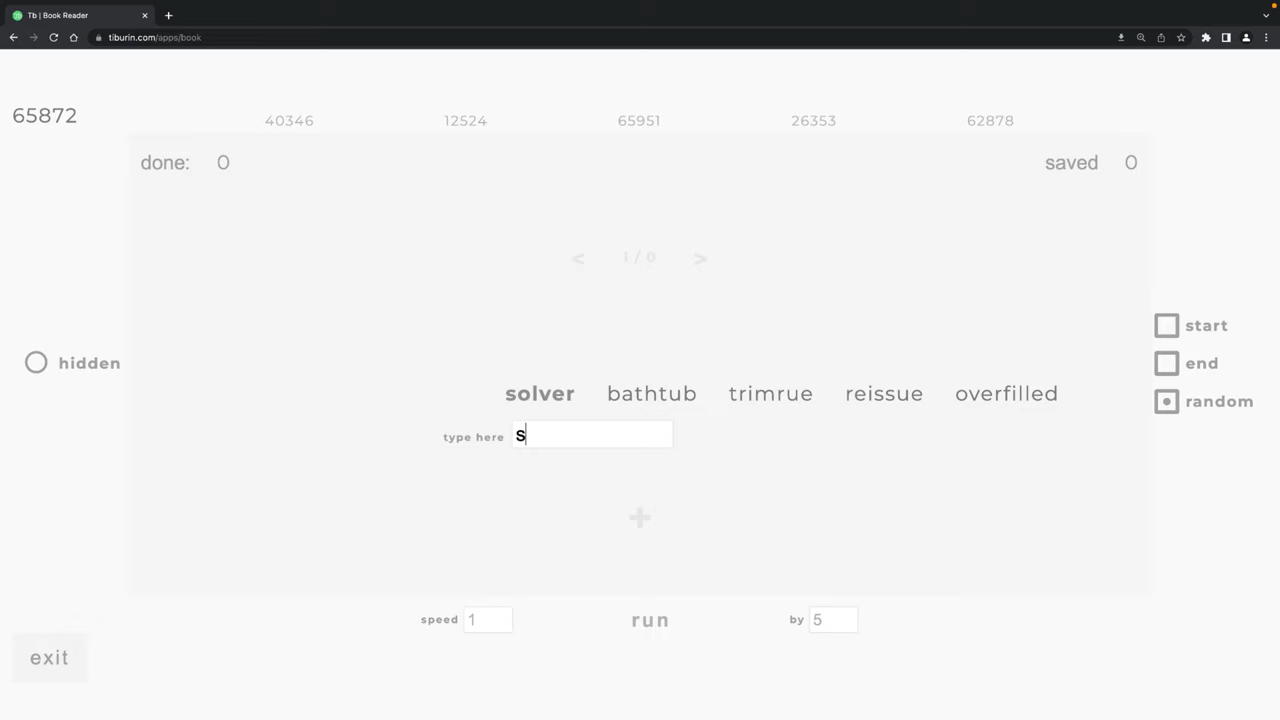 Tb | Book Reader
tiburin.com/apps/book
65872
40346 12524 65951 26353 62878
done: 0 saved 0
< 1 / 0 >
start
hidden end
solver bathtub trimrue reissue overfilled
random
type here s
+
speed 1 run by 5
exit